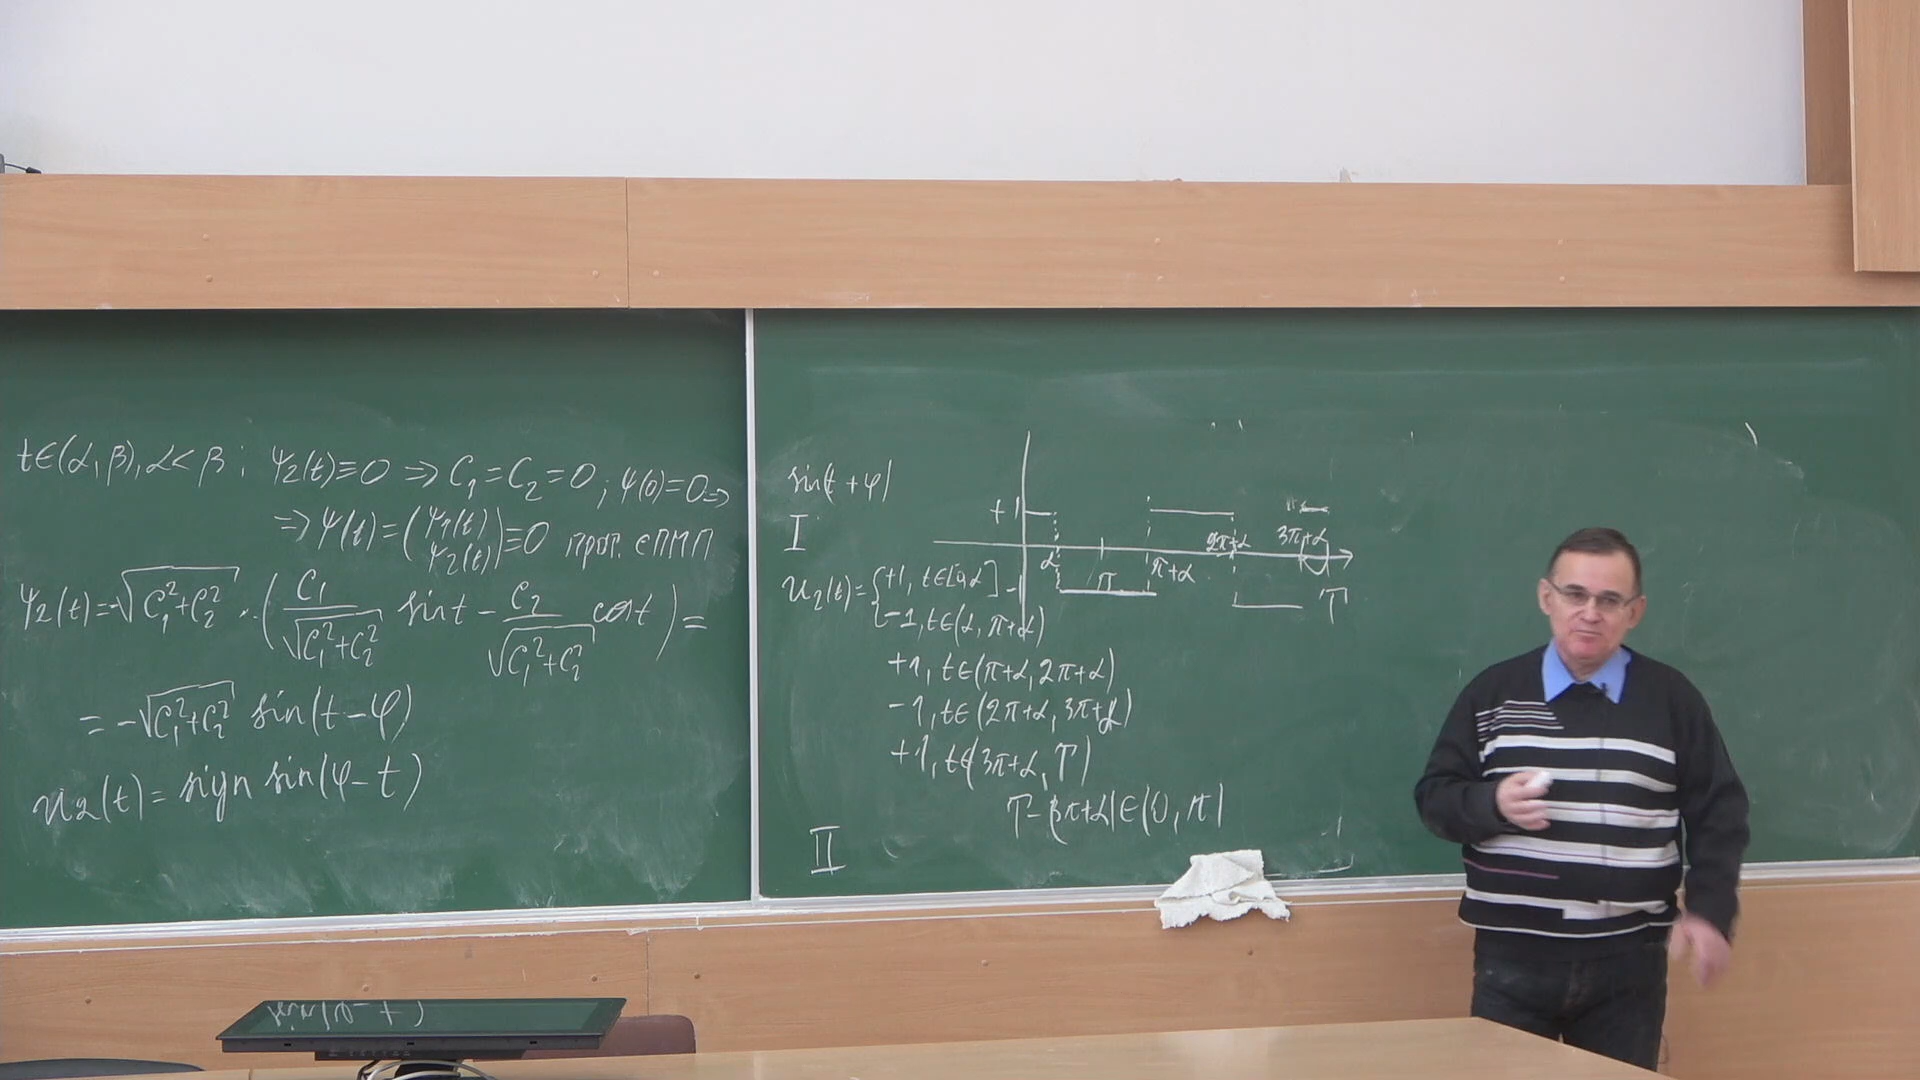 t∈(α, β), α<β; ψ₂(t)≡0 ⇒ C₁=C₂=0; ψ(0)=0⇒
⇒ ψ(t)=(ψ₁(t) ψ₂(t))≡0 прот. с ПМП
ψ₂(t)=-√(C₁²+C₂²) · (C₁/√(C₁²+C₂²) sin t - C₂/√(C₁²+C₂²) cos t) =
= -√(C₁²+C₂²) sin(t-φ)
u₂(t) = sign sin(φ-t)
sin(t+φ)
I
+1
α π π+α 2π+α 3π+α T
-1
u₂(t)={+1, t∈[0,α]
-1, t∈(α, π+α)
+1, t∈(π+α, 2π+α)
-1, t∈(2π+α, 3π+α)
+1, t∈(3π+α, T)
T-(3π+α)∈(0, π)
II